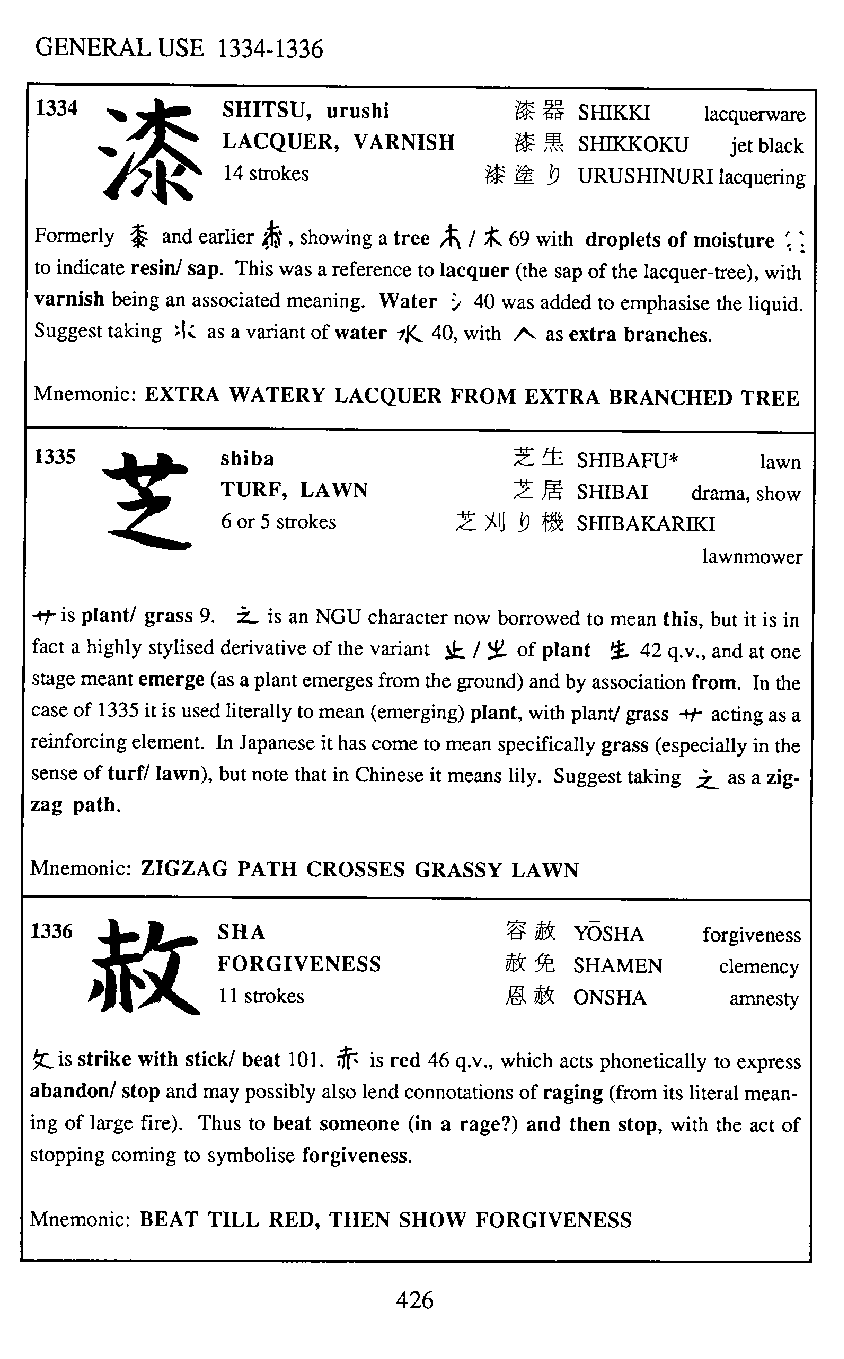 GENERAL USE 1334-1336
1334 漆 SHITSU, urushi 漆器 SHIKKI lacquerware
LACQUER, VARNISH 漆黒 SHIKKOKU jet black
14 strokes 漆塗り URUSHINURI lacquering
Formerly 桼 and earlier , showing a tree 木 / 木 69 with droplets of moisture
to indicate resin/ sap. This was a reference to lacquer (the sap of the lacquer-tree), with
varnish being an associated meaning. Water 氵 40 was added to emphasise the liquid.
Suggest taking 氺 as a variant of water 水 40, with 𠆢 as extra branches.
Mnemonic: EXTRA WATERY LACQUER FROM EXTRA BRANCHED TREE
1335 芝 shiba 芝生 SHIBAFU* lawn
TURF, LAWN 芝居 SHIBAI drama, show
6 or 5 strokes 芝刈り機 SHIBAKARIKI
lawnmower
艹 is plant/ grass 9. 之 is an NGU character now borrowed to mean this, but it is in
fact a highly stylised derivative of the variant / of plant 生 42 q.v., and at one
stage meant emerge (as a plant emerges from the ground) and by association from. In the
case of 1335 it is used literally to mean (emerging) plant, with plant/ grass 艹 acting as a
reinforcing element. In Japanese it has come to mean specifically grass (especially in the
sense of turf/ lawn), but note that in Chinese it means lily. Suggest taking 之 as a zig-
zag path.
Mnemonic: ZIGZAG PATH CROSSES GRASSY LAWN
1336 赦 SHA 容赦 YŌSHA forgiveness
FORGIVENESS 赦免 SHAMEN clemency
11 strokes 恩赦 ONSHA amnesty
攵 is strike with stick/ beat 101. 赤 is red 46 q.v., which acts phonetically to express
abandon/ stop and may possibly also lend connotations of raging (from its literal mean-
ing of large fire). Thus to beat someone (in a rage?) and then stop, with the act of
stopping coming to symbolise forgiveness.
Mnemonic: BEAT TILL RED, THEN SHOW FORGIVENESS
426